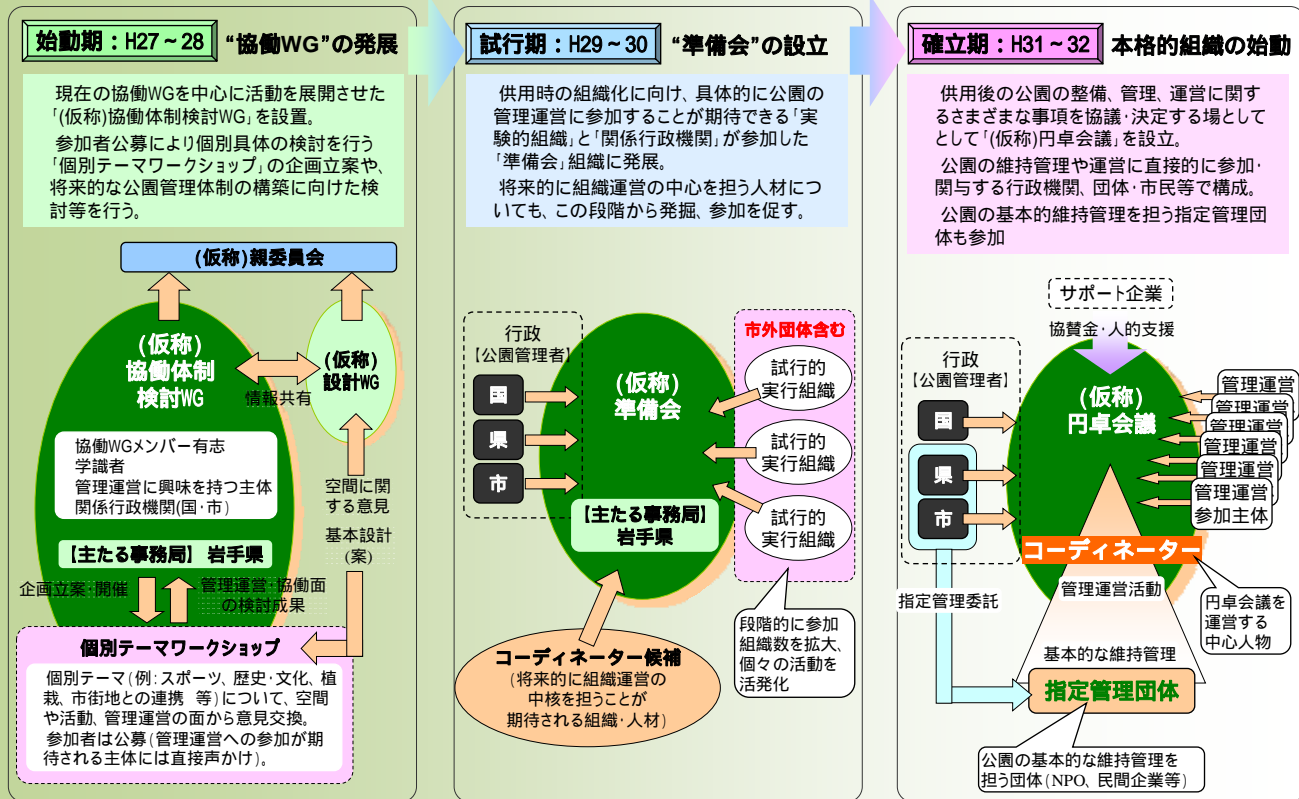 始動期：H27～28
“協働WG”の発展
現在の協働WGを中心に活動を展開させた
「(仮称)協働体制検討WG」を設置。
参加者公募により個別具体の検討を行う
「個別テーマワークショップ」の企画立案や、
将来的な公園管理体制の構築に向けた検
討等を行う。
(仮称)親委員会
(仮称)
協働体制
検討WG
情報共有
(仮称)
設計WG
協働WGメンバー有志
学識者
管理運営に興味を持つ主体
関係行政機関(国・市)
【主たる事務局】 岩手県
空間に関
する意見
基本設計
(案)
企画立案・開催
管理運営・協働面
の検討成果
個別テーマワークショップ
個別テーマ(例:スポーツ、歴史・文化、植
栽、市街地との連携 等)について、空間
や活動、管理運営の面から意見交換。
参加者は公募(管理運営への参加が期
待される主体には直接声かけ)。
試行期：H29～30
“準備会”の設立
供用時の組織化に向け、具体的に公園の
管理運営に参加することが期待できる「実
験的組織」と「関係行政機関」が参加した
「準備会」組織に発展。
将来的に組織運営の中心を担う人材につ
いても、この段階から発掘、参加を促す。
行政
【公園管理者】
国
県
市
(仮称)
準備会
【主たる事務局】
岩手県
市外団体含む
試行的
実行組織
試行的
実行組織
試行的
実行組織
段階的に参加
組織数を拡大、
個々の活動を
活発化
コーディネーター候補
(将来的に組織運営の
中核を担うことが
期待される組織・人材)
確立期：H31～32
本格的組織の始動
供用後の公園の整備、管理、運営に関す
るさまざまな事項を協議・決定する場として
として「(仮称)円卓会議」を設立。
公園の維持管理や運営に直接的に参加・
関与する行政機関、団体・市民等で構成。
公園の基本的維持管理を担う指定管理団
体も参加
サポート企業
協賛金・人的支援
行政
【公園管理者】
国
県
市
(仮称)
円卓会議
管理運営
管理運営
管理運営
管理運営
管理運営
参加主体
コーディネーター
管理運営活動
円卓会議を
運営する
中心人物
指定管理委託
基本的な維持管理
指定管理団体
公園の基本的な維持管理を
担う団体(NPO、民間企業等)